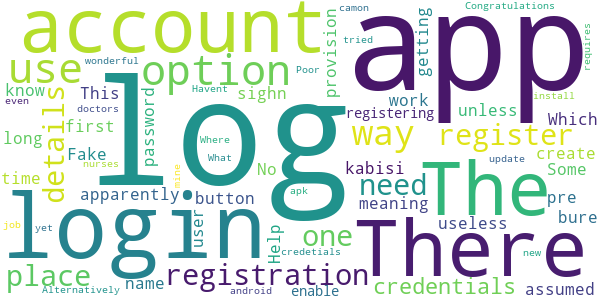 account
app
log
login
There
The
use
option
way
register
registration
need
place
details
one
credentials
provision
getting
sighn
Congratulations
camon
tried
requires
wonderful
Poor
know
This
Havent
even
doctors
password
work
registering
unless
Which
long
first
Fake
Where
What
No
create
Some
time
nurses
mine
apparently
button
kabisi
update
install
pre
meaning
useless
bure
user
Help
apk
job
yet
name
credetials
enable
android
Alternatively
new
assumed